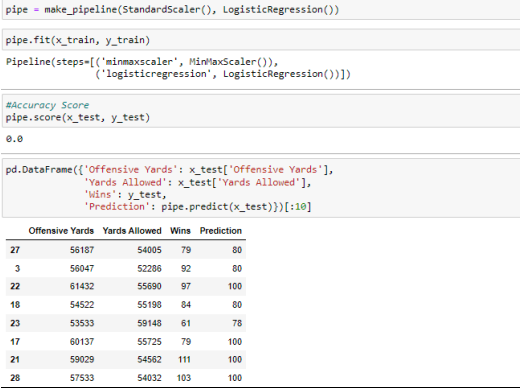 pipe = make_pipeline(StandardScaler(), LogisticRegression())
pipe.fit(x_train, y_train)
Pipeline(steps=[('minmaxscaler', MinMaxScaler()),
('logisticregression', LogisticRegression())])
#Accuracy Score
pipe.score(x_test, y_test)
0.0
pd.DataFrame({'Offensive Yards': x_test['Offensive Yards'],
'Yards Allowed': x_test['Yards Allowed'],
'Wins': y_test,
'Prediction': pipe.predict(x_test)})[:10]
Offensive Yards Yards Allowed Wins Prediction
27 56187 54005 79 80
3 56047 52286 92 80
22 61432 55690 97 100
18 54522 55198 84 80
23 53533 59148 61 78
17 60137 55725 79 100
21 59029 54562 111 100
28 57533 54032 103 100